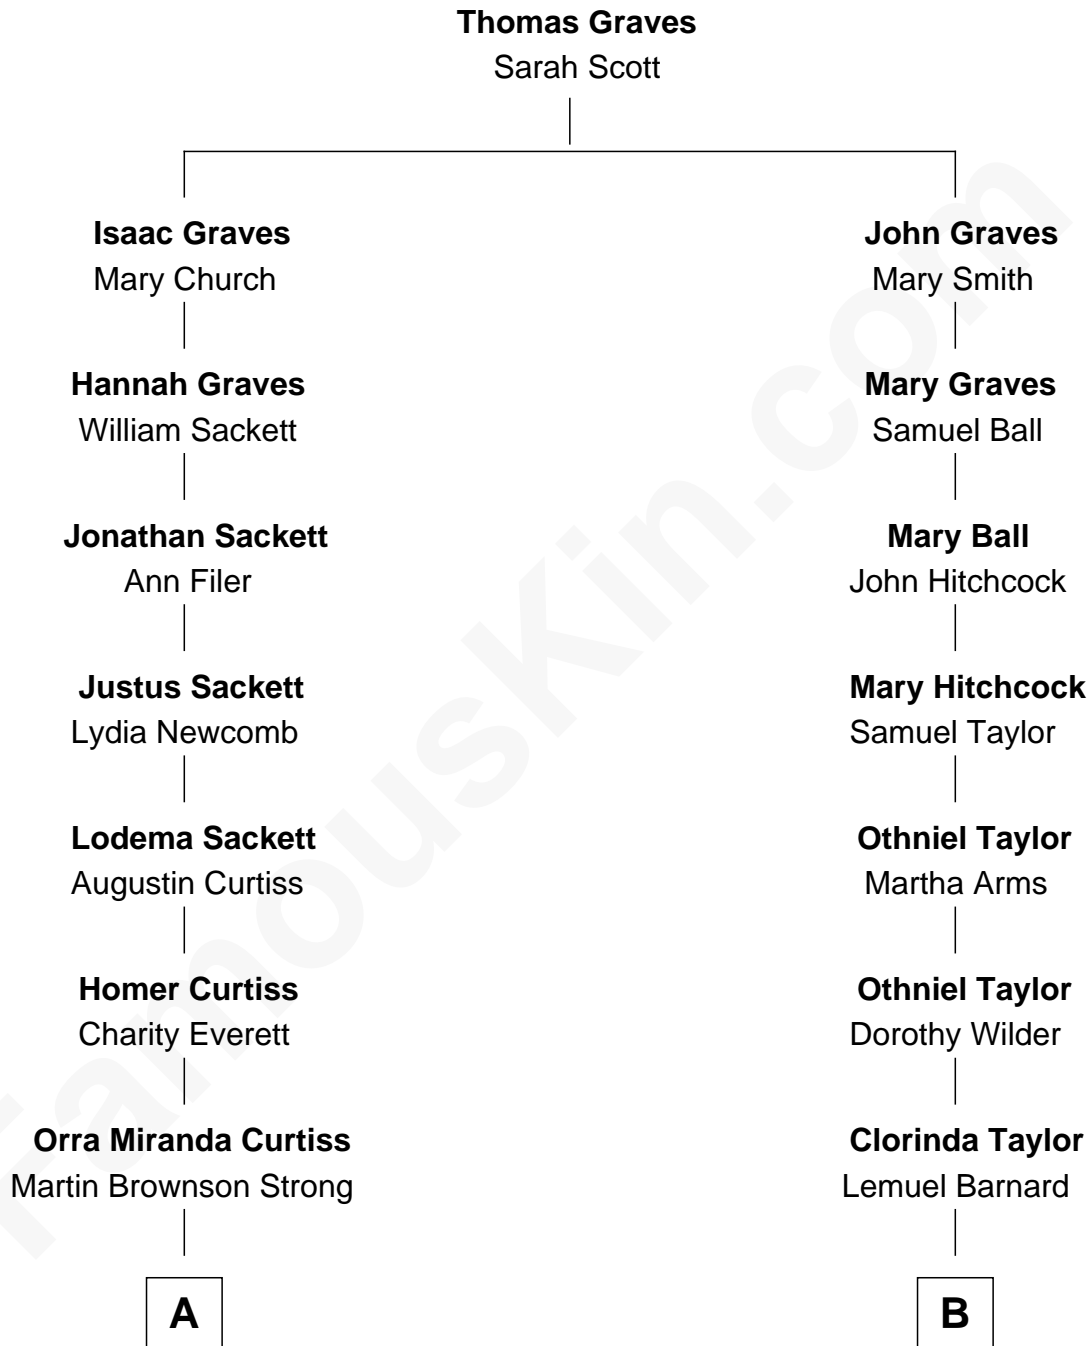 Thomas Graves
Sarah Scott
Isaac Graves
Mary Church
John Graves
Mary Smith
Hannah Graves
William Sackett
Mary Graves
Samuel Ball
Jonathan Sackett
Ann Filer
Mary Ball
John Hitchcock
Justus Sackett
Lydia Newcomb
Mary Hitchcock
Samuel Taylor
Lodema Sackett
Augustin Curtiss
Othniel Taylor
Martha Arms
Homer Curtiss
Charity Everett
Othniel Taylor
Dorothy Wilder
Orra Miranda Curtiss
Martin Brownson Strong
Clorinda Taylor
Lemuel Barnard
A
B
FamousKin.com